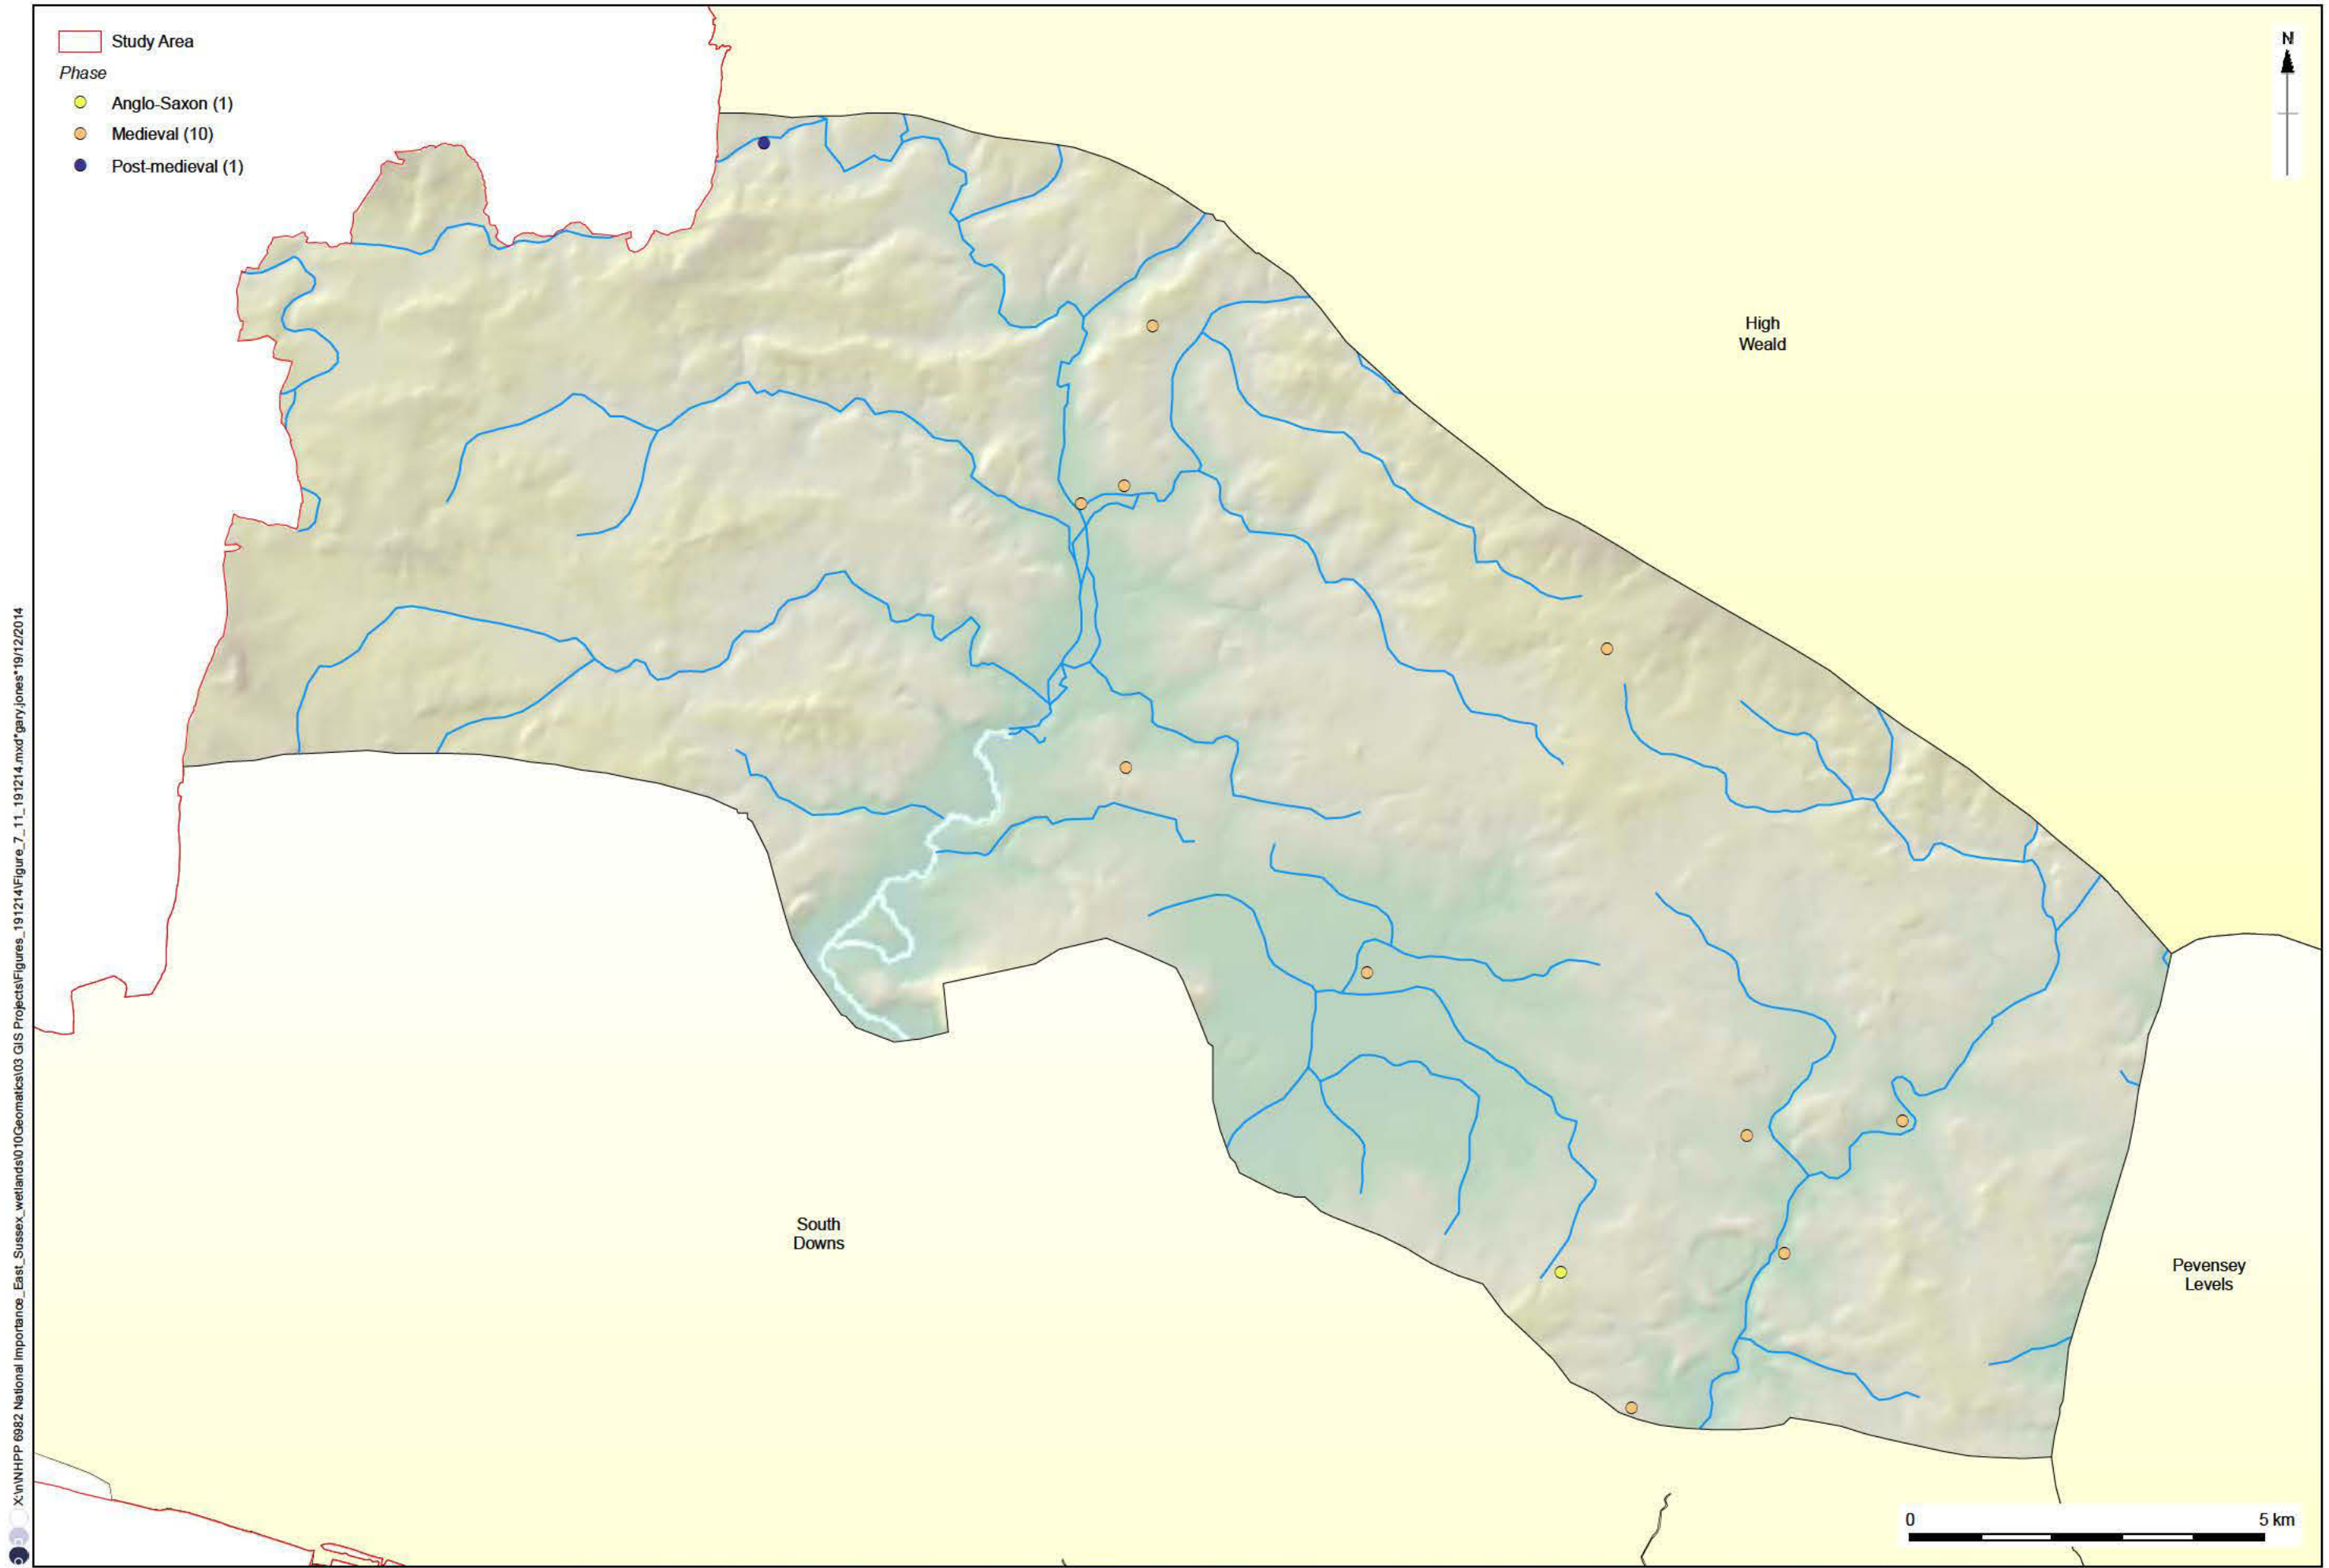 Study Area
Phase
Anglo-Saxon (1)
Medieval (10)
Post-medieval (1)
N
High
Weald
South
Downs
Pevensey
Levels
0 5 km
X:\n\NHPP 6982 National Importance_East_Sussex_wetlands\010Geomatics\03 GIS Projects\Figures_191214\Figure_7_11_191214.mxd*gary.jones*19/12/2014